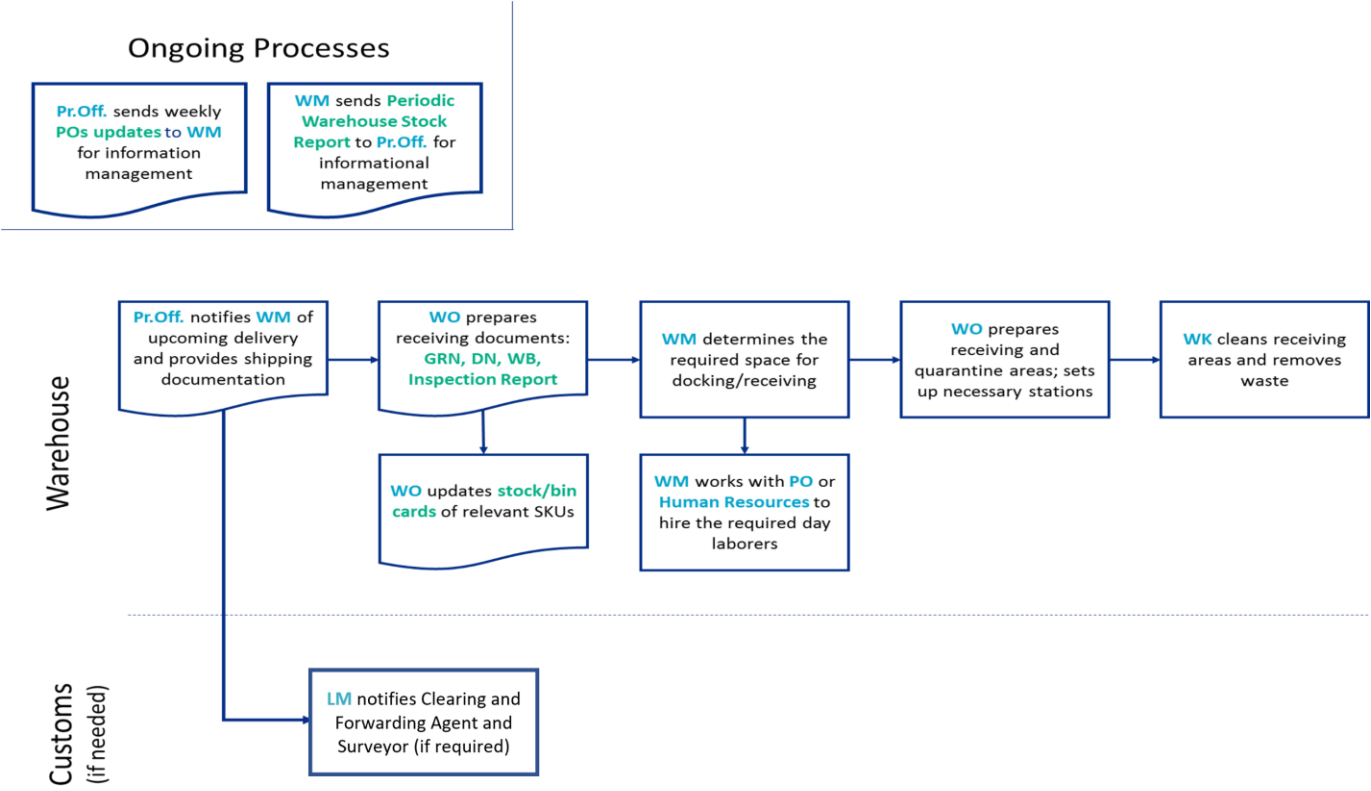 Ongoing Processes
Pr.Off. sends weekly
POs updates to WM
for information
management
WM sends Periodic
Warehouse Stock
Report to Pr.Off. for
informational
management
Warehouse
Pr.Off. notifies WM of
upcoming delivery
and provides shipping
documentation
WO prepares
receiving documents:
GRN, DN, WB,
Inspection Report
WM determines the
required space for
docking/receiving
WO prepares
receiving and
quarantine areas; sets
up necessary stations
WK cleans receiving
areas and removes
waste
WO updates stock/bin
cards of relevant SKUs
WM works with PO or
Human Resources to
hire the required day
laborers
Customs
(if needed)
LM notifies Clearing and
Forwarding Agent and
Surveyor (if required)